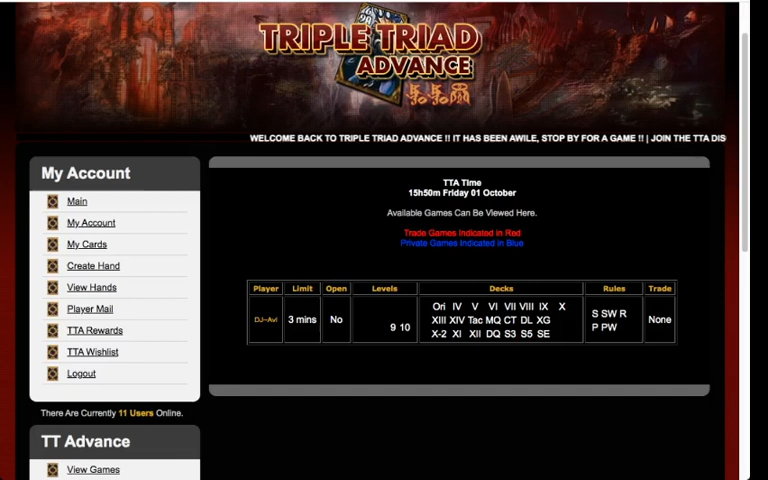 TRIPLE TRIAD
ADVANCE
WELCOME BACK TO TRIPLE TRIAD ADVANCE !! IT HAS BEEN AWILE, STOP BY FOR A GAME !! | JOIN THE TTA DIS
My Account
Main
My Account
My Cards
Create Hand
View Hands
Player Mail
TTA Rewards
TTA Wishlist
Logout
There Are Currently 11 Users Online.
TT Advance
View Games
TTA Time
15h50m Friday 01 October
Available Games Can Be Viewed Here.
Trade Games Indicated in Red
Private Games Indicated in Blue
Player Limit Open Levels Decks Rules Trade
DJ~Avi 3 mins No 9 10 Ori IV V VI VII VIII IX X S SW R None
XIII XIV Tac MQ CT DL XG P PW
X-2 XI XII DQ S3 S5 SE